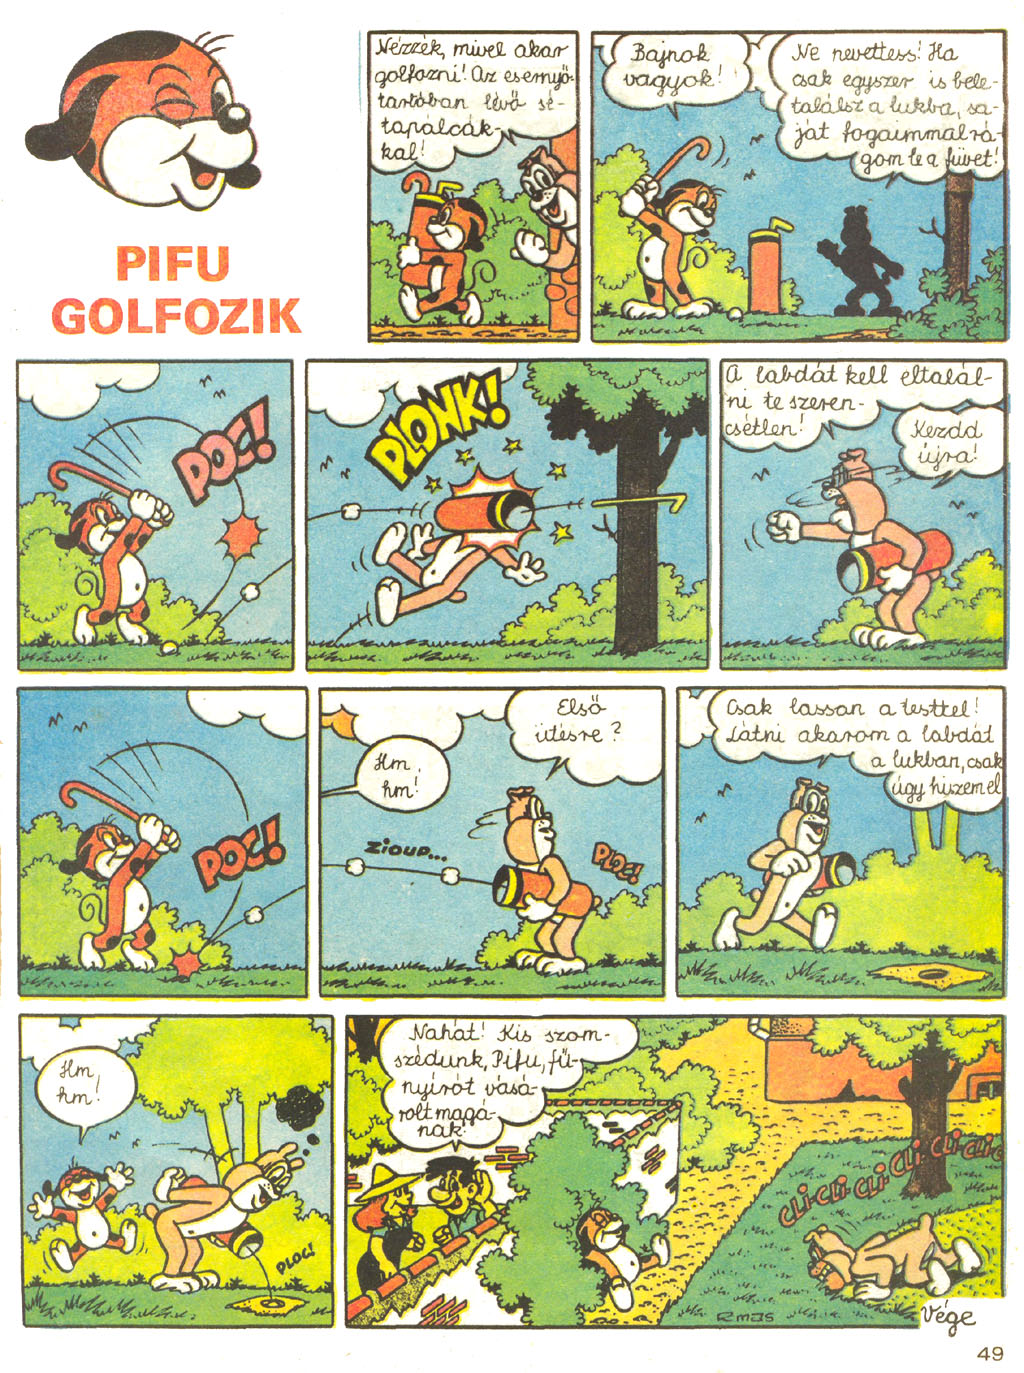 PIFU
GOLFOZIK
Nézzék, mivel akar
golfozni! Az esernyő-
tartóban lévő sé-
tapálcák-
kal!
Bajnok
vagyok!
Ne nevettess! Ha
csak egyszer is bele-
találsz a lukba, sa-
ját fogaimmal rá-
gom le a füvet!
POC!
PLONK!
A labdát kell eltalál-
ni te szeren-
csétlen!
Kezdd
újra!
POC!
Hm,
hm!
Első
ütésre?
ZIOUP...
PLOC!
Csak lassan a testtel!
Látni akarom a labdát
a lukban, csak
úgy hiszem el
Hm,
hm!
PLOC!
Nahát! Kis szom-
szédunk, Pifu, fű-
nyírót vásá-
rolt magá-
nak.
CLI-CLI-CLI-CLI-CLI-CLI-C
R.mas
Vége
49